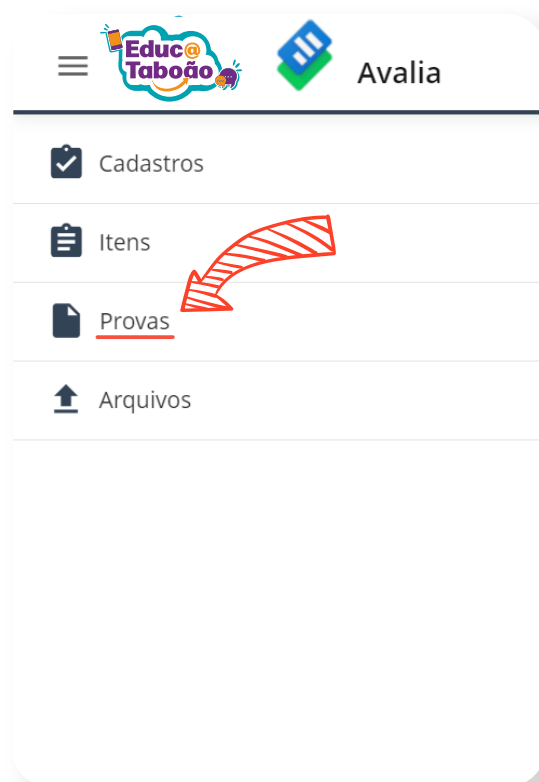 Educ@
Taboão
Avalia
Cadastros
Itens
Provas
Arquivos